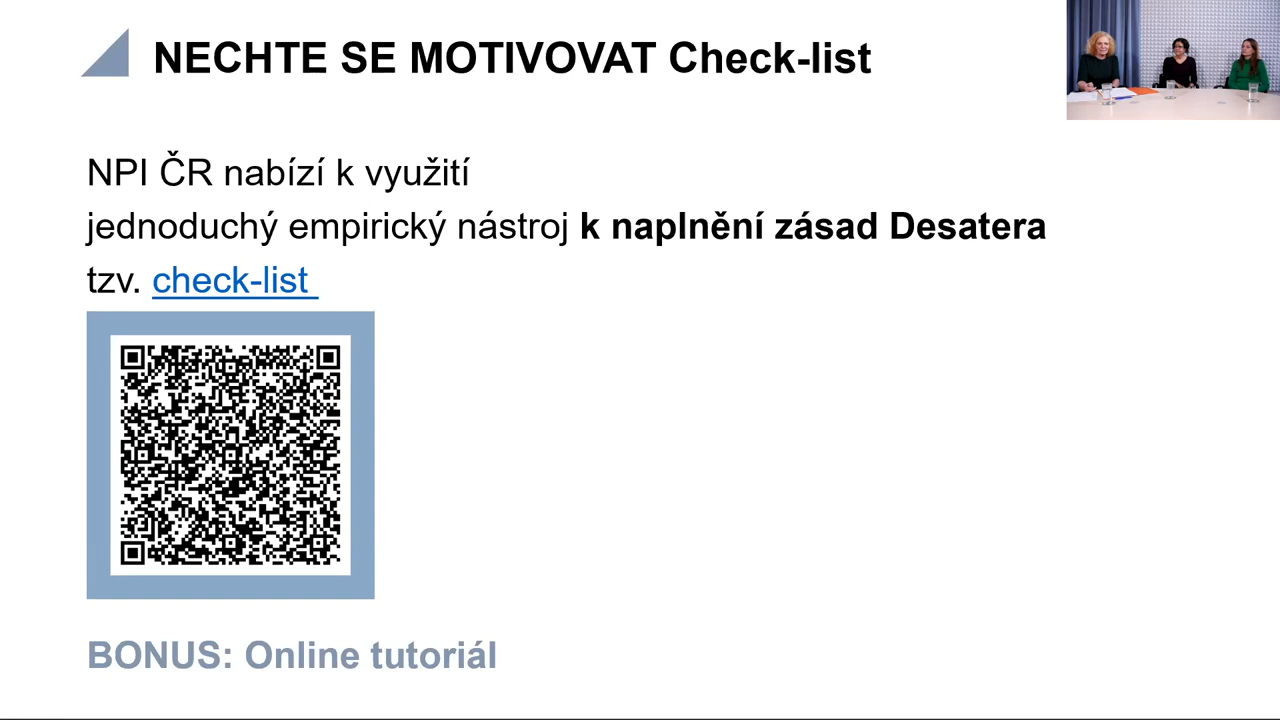 NECHTE SE MOTIVOVAT Check-list
NPI ČR nabízí k využití
jednoduchý empirický nástroj k naplnění zásad Desatera
tzv. check-list
BONUS: Online tutoriál